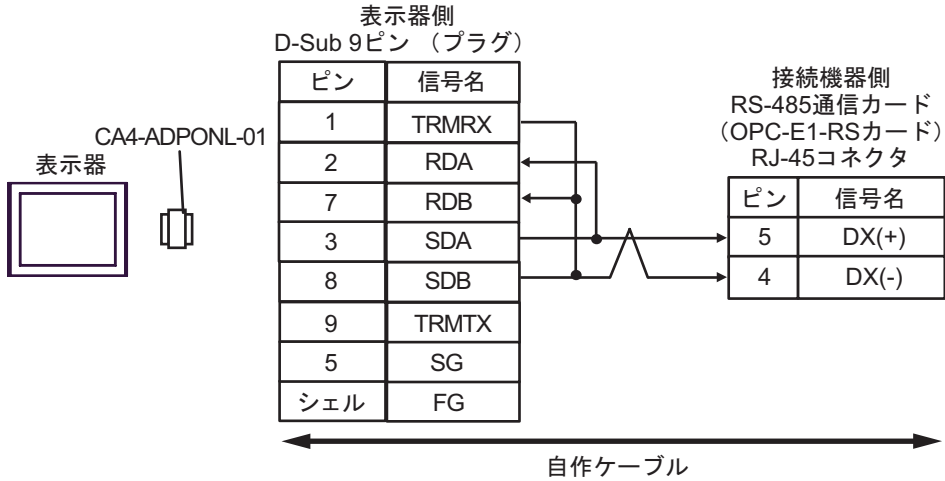 表示器側
D-Sub 9ピン （プラグ）
ピン 信号名
1 TRMRX
2 RDA
7 RDB
3 SDA
8 SDB
9 TRMTX
5 SG
シェル FG
CA4-ADPONL-01
表示器
接続機器側
RS-485通信カード
（OPC-E1-RSカード）
RJ-45コネクタ
ピン 信号名
5 DX(+)
4 DX(-)
自作ケーブル